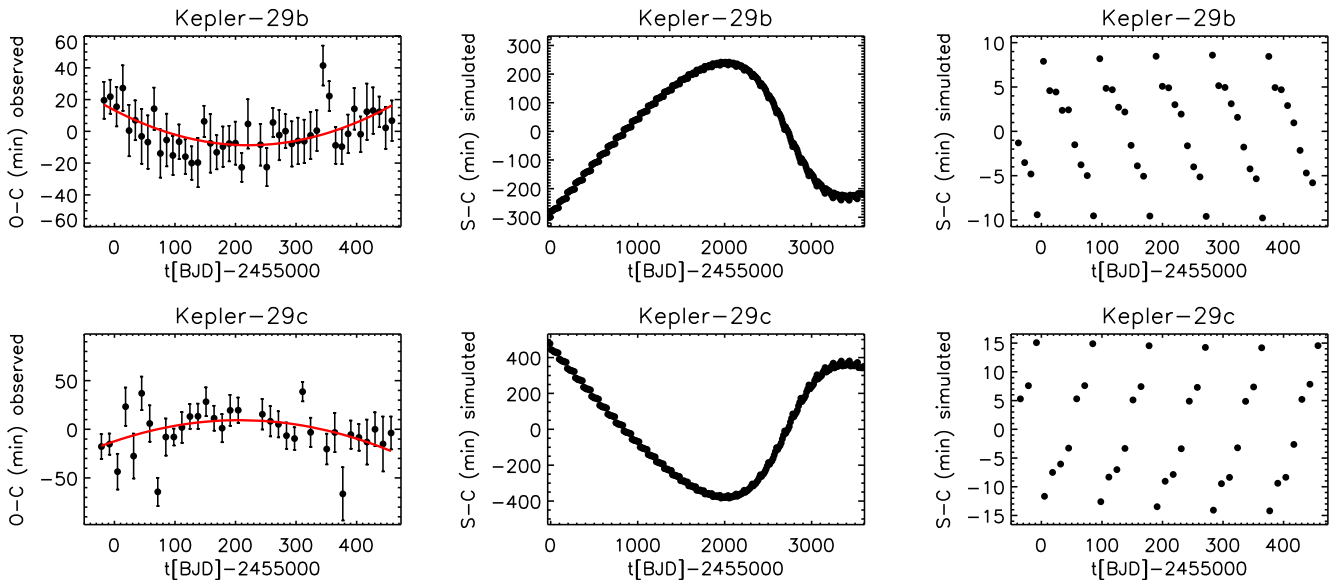 Kepler-29b
O-C (min) observed
60
40
20
0
-20
-40
-60
0 100 200 300 400
t[BJD]-2455000
Kepler-29b
S-C (min) simulated
300
200
100
0
-100
-200
-300
0 1000 2000 3000
t[BJD]-2455000
Kepler-29b
S-C (min) simulated
10
5
0
-5
-10
0 100 200 300 400
t[BJD]-2455000
Kepler-29c
O-C (min) observed
50
0
-50
0 100 200 300 400
t[BJD]-2455000
Kepler-29c
S-C (min) simulated
400
200
0
-200
-400
0 1000 2000 3000
t[BJD]-2455000
Kepler-29c
S-C (min) simulated
15
10
5
0
-5
-10
-15
0 100 200 300 400
t[BJD]-2455000